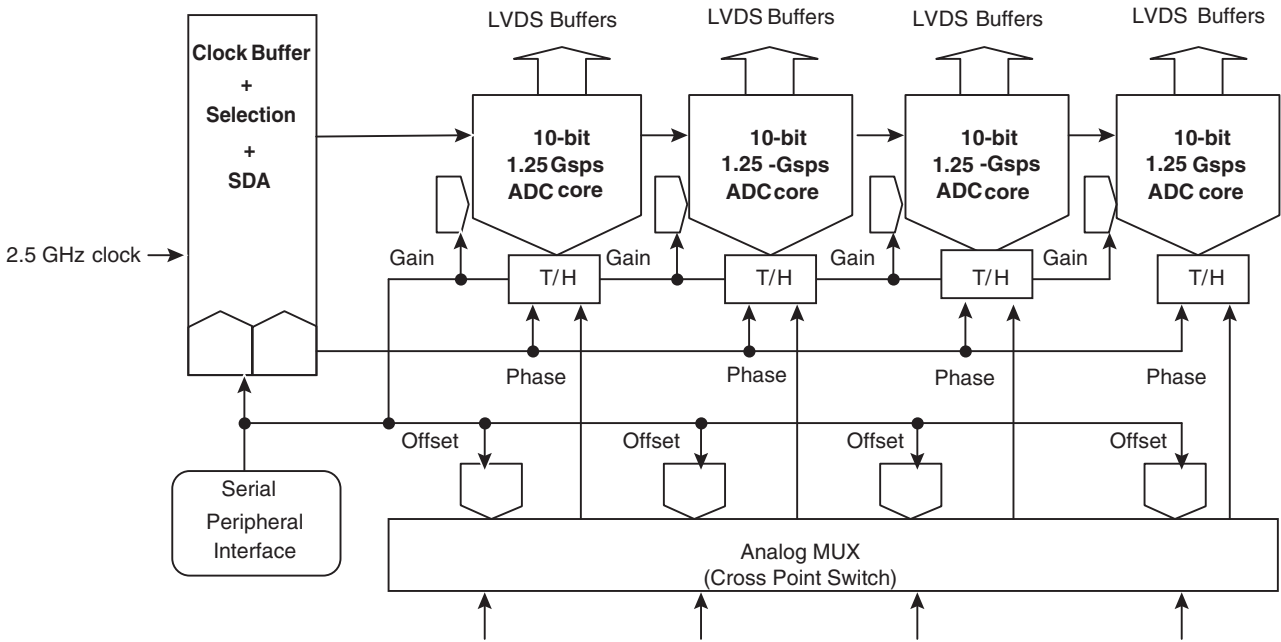 LVDS Buffers
LVDS Buffers
LVDS Buffers
LVDS Buffers
Clock Buffer
+
Selection
+
SDA
10-bit
1.25 Gsps
ADC core
10-bit
1.25 -Gsps
ADC core
10-bit
1.25 -Gsps
ADC core
10-bit
1.25 Gsps
ADC core
2.5 GHz clock
Gain
T/H
Gain
T/H
Gain
T/H
Gain
T/H
Phase
Phase
Phase
Phase
Offset
Offset
Offset
Offset
Serial
Peripheral
Interface
Analog MUX
(Cross Point Switch)